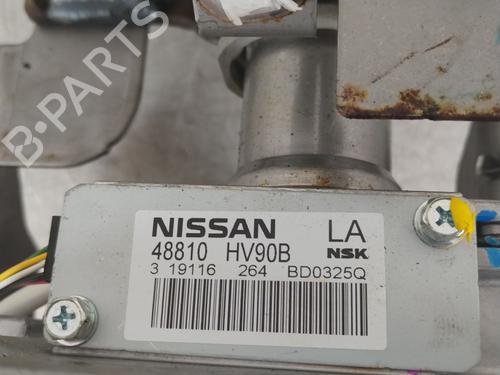 B-PARTS
NISSAN LA
48810 HV90B NSK
3 19116 264 BD0325Q